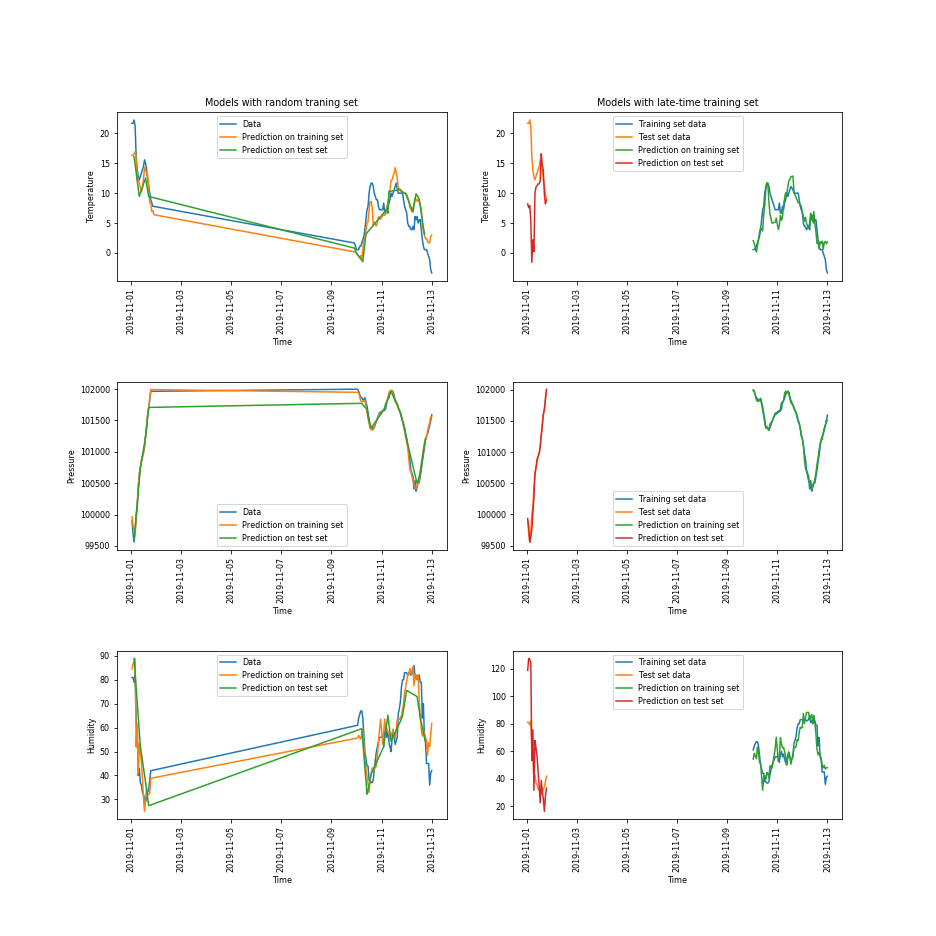 Models with random traning set
Temperature
20
15
10
5
0
Data
Prediction on training set
Prediction on test set
2019-11-01
2019-11-03
2019-11-05
2019-11-07
2019-11-09
2019-11-11
2019-11-13
Time
Models with late-time training set
Temperature
20
15
10
5
0
Training set data
Test set data
Prediction on training set
Prediction on test set
2019-11-01
2019-11-03
2019-11-05
2019-11-07
2019-11-09
2019-11-11
2019-11-13
Time
Pressure
102000
101500
101000
100500
100000
99500
Data
Prediction on training set
Prediction on test set
2019-11-01
2019-11-03
2019-11-05
2019-11-07
2019-11-09
2019-11-11
2019-11-13
Time
Pressure
102000
101500
101000
100500
100000
99500
Training set data
Test set data
Prediction on training set
Prediction on test set
2019-11-01
2019-11-03
2019-11-05
2019-11-07
2019-11-09
2019-11-11
2019-11-13
Time
Humidity
90
80
70
60
50
40
30
Data
Prediction on training set
Prediction on test set
2019-11-01
2019-11-03
2019-11-05
2019-11-07
2019-11-09
2019-11-11
2019-11-13
Time
Humidity
120
100
80
60
40
20
Training set data
Test set data
Prediction on training set
Prediction on test set
2019-11-01
2019-11-03
2019-11-05
2019-11-07
2019-11-09
2019-11-11
2019-11-13
Time